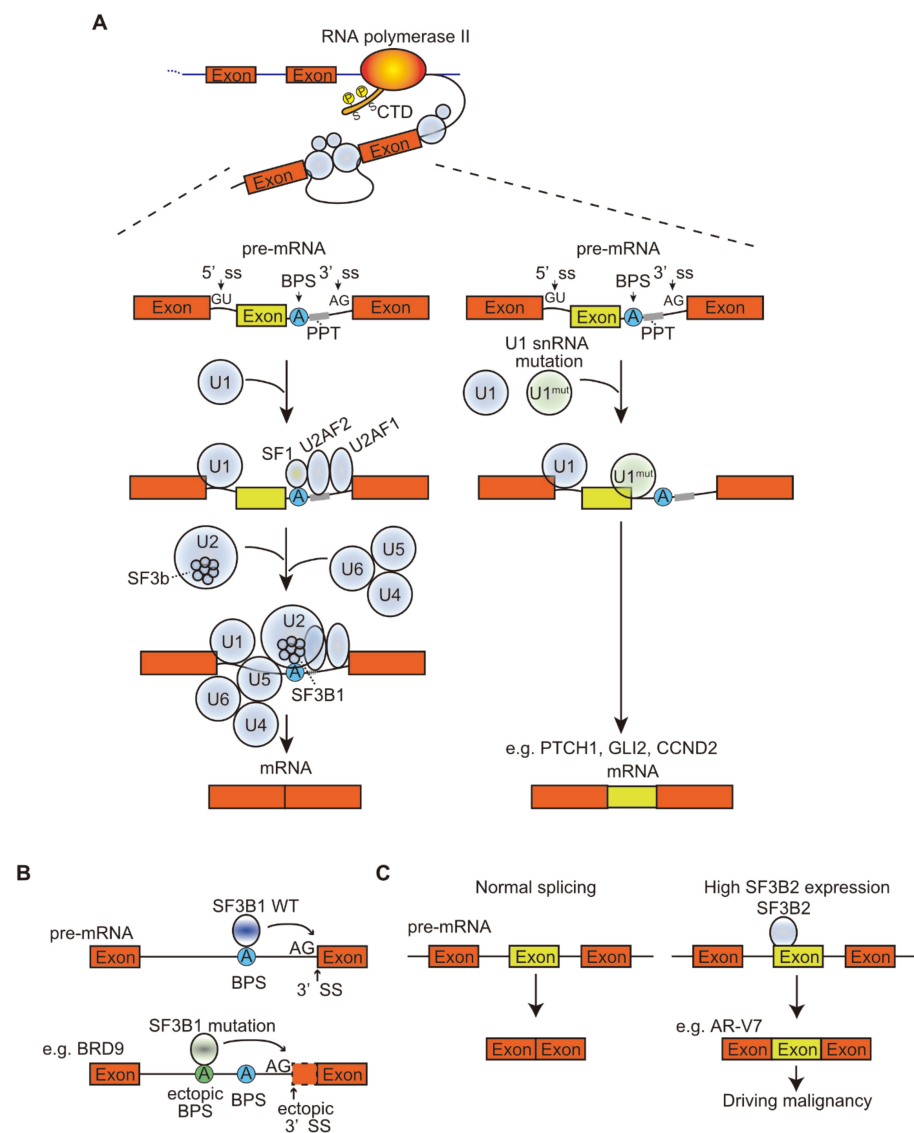 A
RNA polymerase II
Exon Exon
P P
S S CTD
Exon Exon
pre-mRNA
5' ss BPS 3' ss
GU AG
Exon Exon A Exon
PPT
U1
U1 SF1 U2AF2 U2AF1
A
U2
SF3b
U5
U6
U4
U1 U2
A
U5
SF3B1
U6
U4
mRNA
pre-mRNA
5' ss BPS 3' ss
GU AG
Exon Exon A Exon
PPT
U1 snRNA
mutation
U1 U1mut
U1 U1mut
A
e.g. PTCH1, GLI2, CCND2
mRNA
B
SF3B1 WT
pre-mRNA
Exon A AG Exon
BPS
3' SS
SF3B1 mutation
e.g. BRD9
Exon A A AG Exon
ectopic
BPS
BPS
ectopic
3' SS
C
Normal splicing
pre-mRNA
Exon Exon Exon
Exon Exon
High SF3B2 expression
SF3B2
Exon Exon Exon
e.g. AR-V7
Exon Exon Exon
Driving malignancy